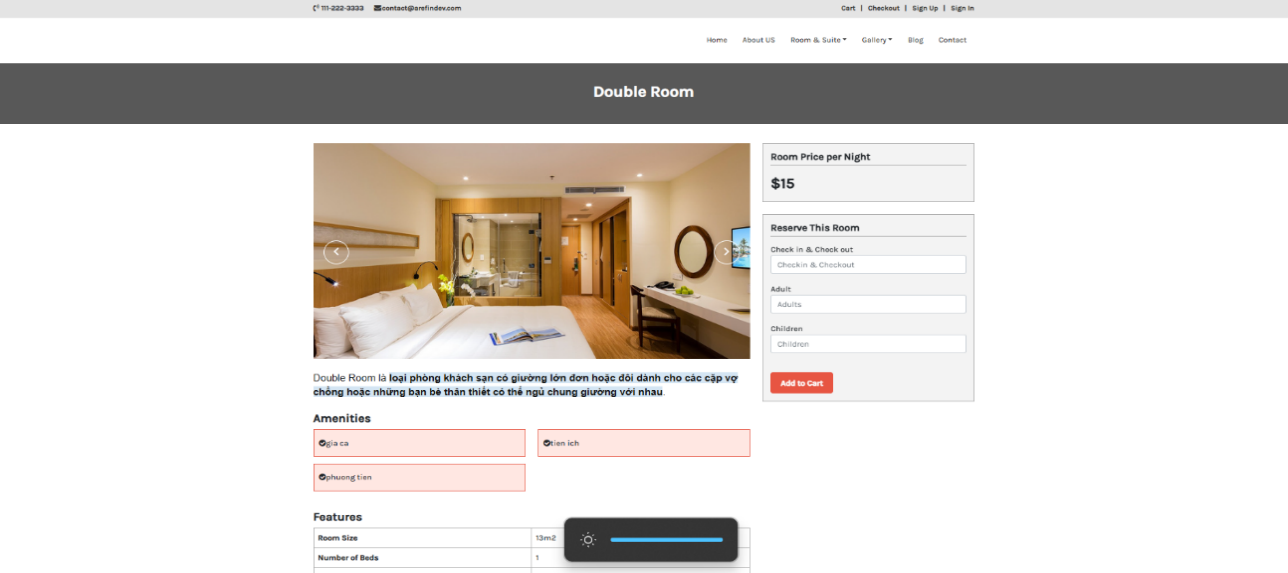 111-222-3333 contact@arefindev.com
Cart | Checkout | Sign Up | Sign In
Home About US Room & Suite Gallery Blog Contact
Double Room
Double Room là loại phòng khách sạn có giường lớn đơn hoặc đôi dành cho các cặp vợ
chồng hoặc những bạn bè thân thiết có thể ngủ chung giường với nhau.
Amenities
gia ca
tien ich
phuong tien
Features
Room Size 13m2
Number of Beds 1
Room Price per Night
$15
Reserve This Room
Check in & Check out
Checkin & Checkout
Adult
Adults
Children
Children
Add to Cart